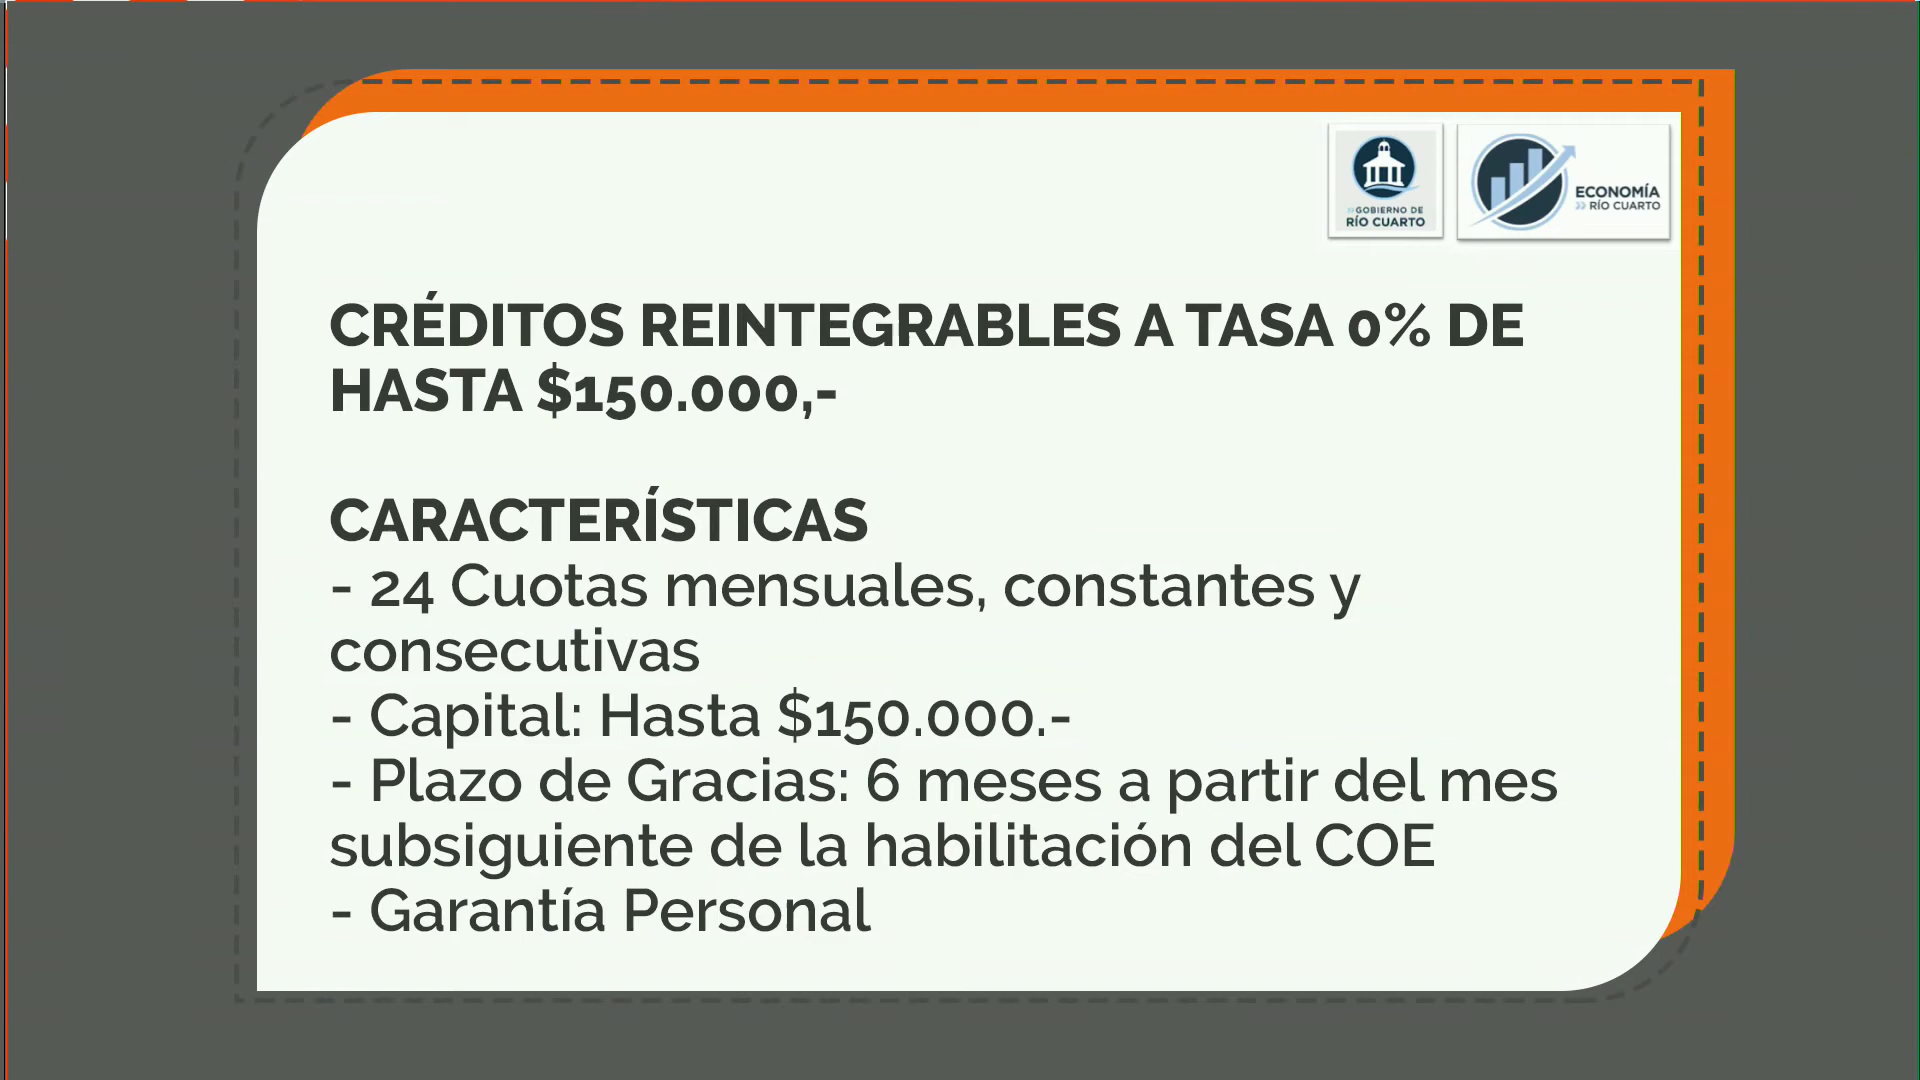 »GOBIERNO DE
RÍO CUARTO
ECONOMÍA
» RÍO CUARTO
CRÉDITOS REINTEGRABLES A TASA 0% DE
HASTA $150.000,-
CARACTERÍSTICAS
- 24 Cuotas mensuales, constantes y
consecutivas
- Capital: Hasta $150.000.-
- Plazo de Gracias: 6 meses a partir del mes
subsiguiente de la habilitación del COE
- Garantía Personal